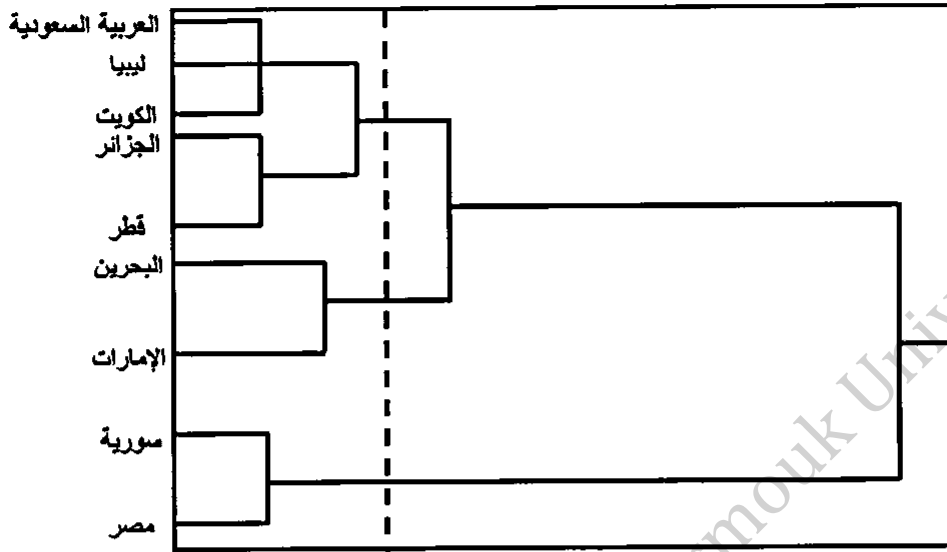 العربية السعودية
ليبيا
الكويت
الجزائر
قطر
البحرين
الإمارات
سورية
مصر